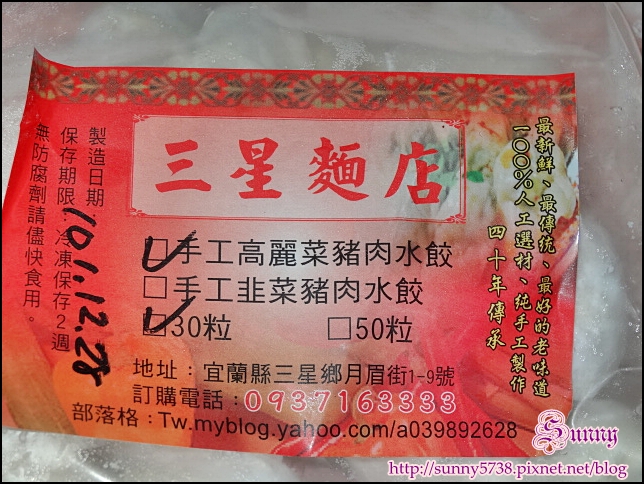 三星麵店
最新鮮、最傳統、最好的老味道
100%人工選材、純手工製作
四十年傳承
製造日期 101.12.28
保存期限:冷凍保存2週
無防腐劑請儘快食用。
☑手工高麗菜豬肉水餃
□手工韭菜豬肉水餃
☑30粒 □50粒
地址:宜蘭縣三星鄉月眉街1-9號
訂購電話:0937163333
部落格:Tw.myblog.yahoo.com/a039892628
Sunny
http://sunny5738.pixnet.net/blog